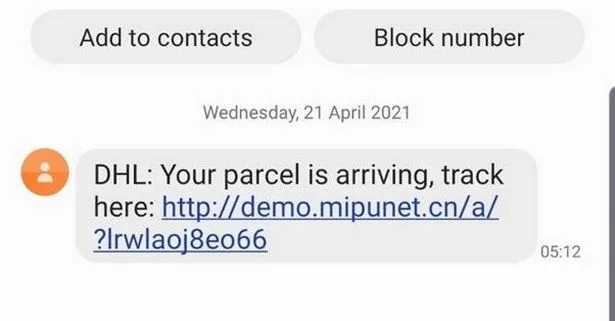 Add to contacts Block number
Wednesday, 21 April 2021
DHL: Your parcel is arriving, track
here: http://demo.mipunet.cn/a/
?lrwlaoj8eo66
05:12